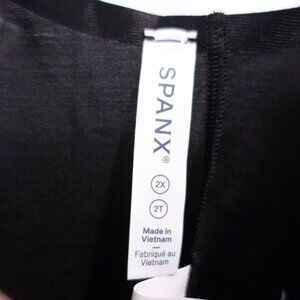 SPANX®
2X
2T
Made in
Vietnam
Fabriqué au
Vietnam